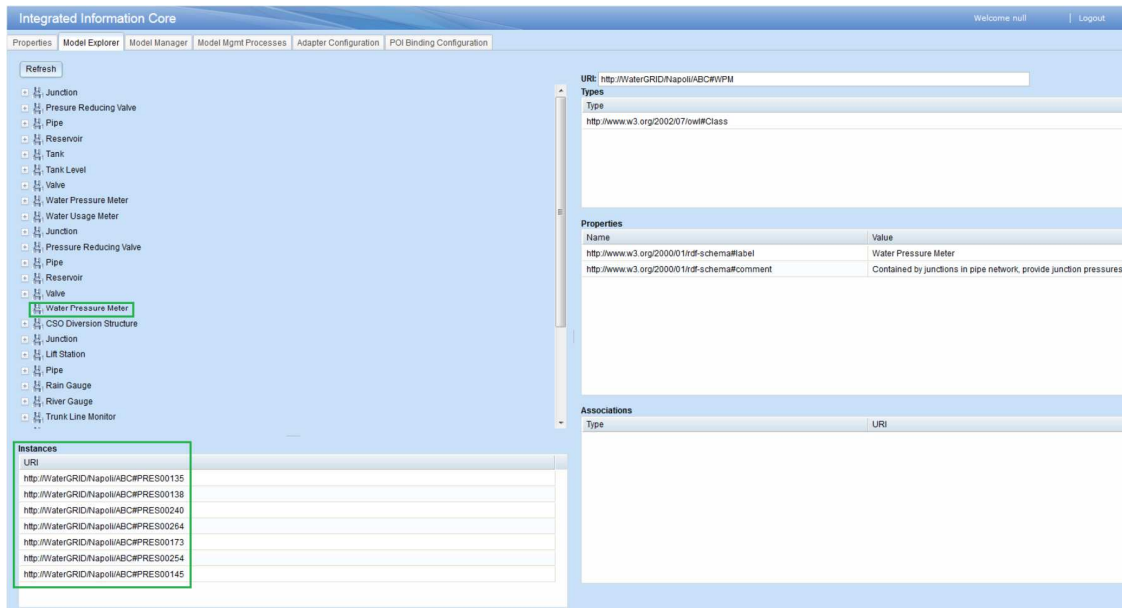 Integrated Information Core
Welcome null | Logout
Properties Model Explorer Model Manager Model Mgmt Processes Adapter Configuration POI Binding Configuration
Refresh
Junction
Presure Reducing Valve
Pipe
Reservoir
Tank
Tank Level
Valve
Water Pressure Meter
Water Usage Meter
Junction
Pressure Reducing Valve
Pipe
Reservoir
Valve
Water Pressure Meter
CSO Diversion Structure
Junction
Lift Station
Pipe
Rain Gauge
River Gauge
Trunk Line Monitor
Instances
URI
http://WaterGRID/Napoli/ABC#PRES00135
http://WaterGRID/Napoli/ABC#PRES00138
http://WaterGRID/Napoli/ABC#PRES00240
http://WaterGRID/Napoli/ABC#PRES00264
http://WaterGRID/Napoli/ABC#PRES00173
http://WaterGRID/Napoli/ABC#PRES00254
http://WaterGRID/Napoli/ABC#PRES00145
URI: http://WaterGRID/Napoli/ABC#WPM
Types
Type
http://www.w3.org/2002/07/owl#Class
Properties
Name Value
http://www.w3.org/2000/01/rdf-schema#label Water Pressure Meter
http://www.w3.org/2000/01/rdf-schema#comment Contained by junctions in pipe network, provide junction pressures
Associations
Type URI